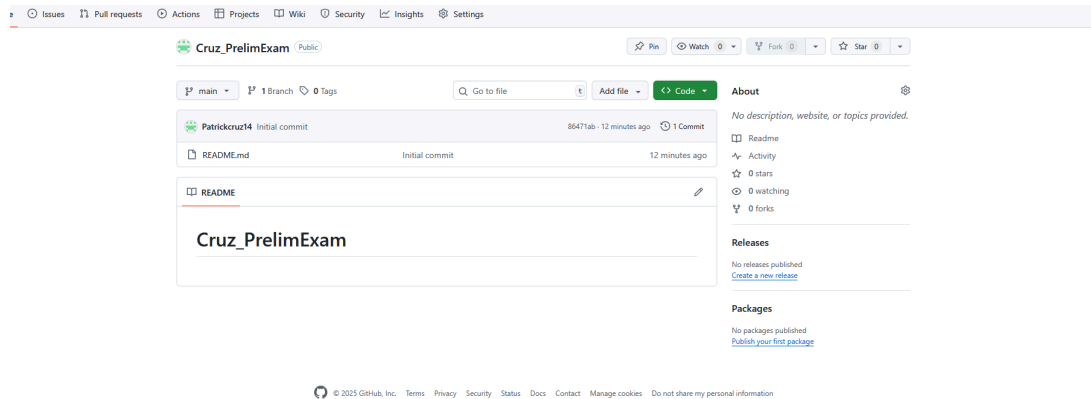 e Issues Pull requests Actions Projects Wiki Security Insights Settings
Cruz_PrelimExam Public Pin Watch 0 Fork 0 Star 0
main 1 Branch 0 Tags Go to file t Add file Code
Patrickcruz14 Initial commit 86471ab · 12 minutes ago 1 Commit
README.md Initial commit 12 minutes ago
README
Cruz_PrelimExam
About
No description, website, or topics provided.
Readme
Activity
0 stars
0 watching
0 forks
Releases
No releases published
Create a new release
Packages
No packages published
Publish your first package
© 2025 GitHub, Inc. Terms Privacy Security Status Docs Contact Manage cookies Do not share my personal information